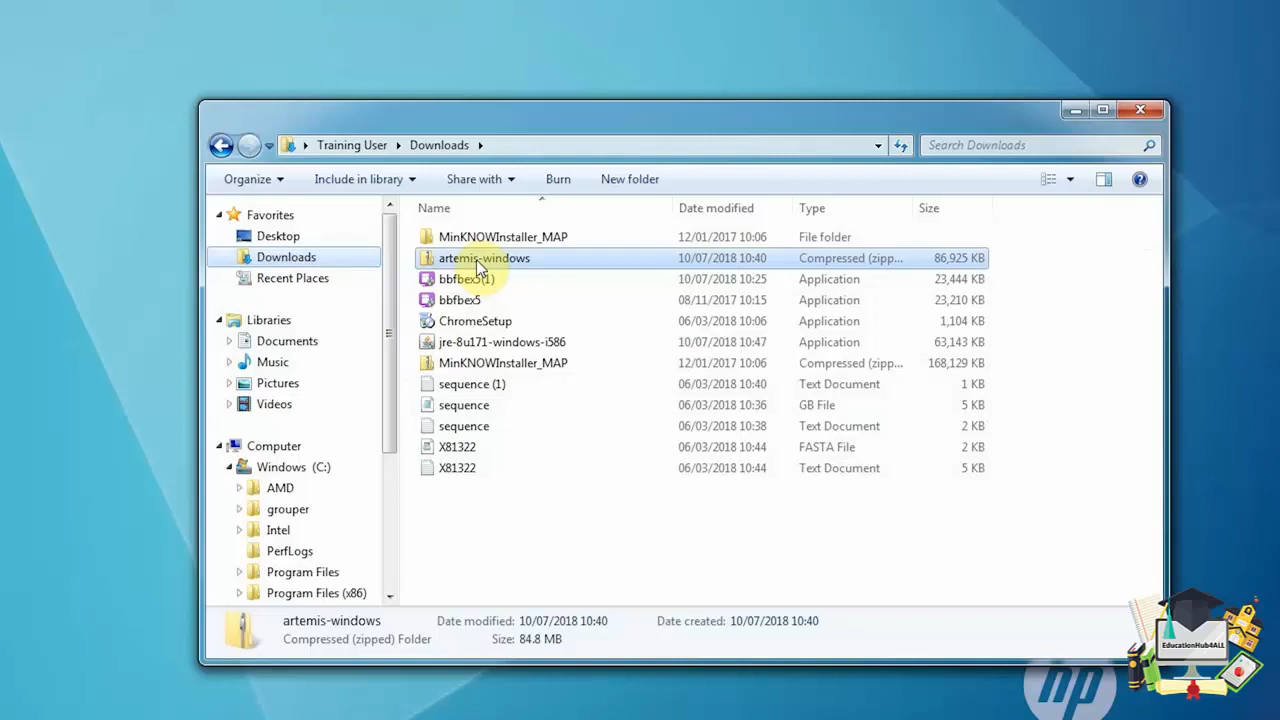 Training User Downloads Search Downloads
Organize Include in library Share with Burn New folder
Favorites
Desktop
Downloads
Recent Places
Libraries
Documents
Music
Pictures
Videos
Computer
Windows (C:)
AMD
grouper
Intel
PerfLogs
Program Files
Program Files (x86)
Name Date modified Type Size
MinKNOWInstaller_MAP 12/01/2017 10:06 File folder
artemis-windows 10/07/2018 10:40 Compressed (zipp... 86,925 KB
bbfbex5(1) 10/07/2018 10:25 Application 23,444 KB
bbfbex5 08/11/2017 10:15 Application 23,210 KB
ChromeSetup 06/03/2018 10:06 Application 1,104 KB
jre-8u171-windows-i586 10/07/2018 10:47 Application 63,143 KB
MinKNOWInstaller_MAP 12/01/2017 10:06 Compressed (zipp... 168,129 KB
sequence (1) 06/03/2018 10:40 Text Document 1 KB
sequence 06/03/2018 10:36 GB File 5 KB
sequence 06/03/2018 10:38 Text Document 2 KB
X81322 06/03/2018 10:44 FASTA File 2 KB
X81322 06/03/2018 10:44 Text Document 5 KB
artemis-windows Date modified: 10/07/2018 10:40 Date created: 10/07/2018 10:40
Compressed (zipped) Folder Size: 84.8 MB
EducationHub4ALL
hp